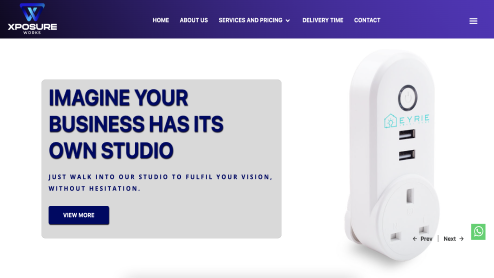 XPOSURE
WORKS
HOME ABOUT US SERVICES AND PRICING DELIVERY TIME CONTACT
IMAGINE YOUR
BUSINESS HAS ITS
OWN STUDIO
JUST WALK INTO OUR STUDIO TO FULFIL YOUR VISION,
WITHOUT HESITATION.
VIEW MORE
EYRIE
← Prev | Next →